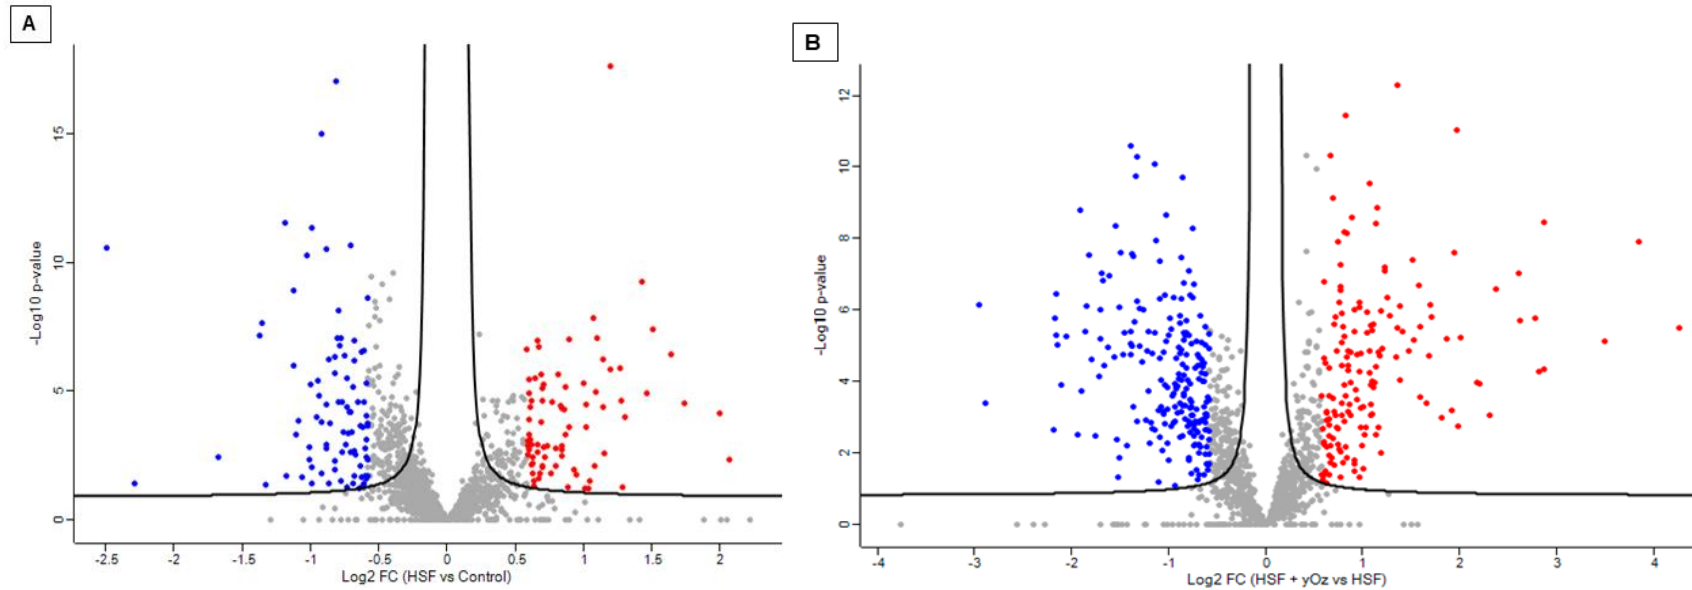 A
B
-Log10 p-value
15
10
5
0
-2.5 -2 -1.5 -1 -0.5 0 0.5 1 1.5 2
Log2 FC (HSF vs Control)
-Log10 p-value
12
10
8
6
4
2
0
-4 -3 -2 -1 0 1 2 3 4
Log2 FC (HSF + yOz vs HSF)